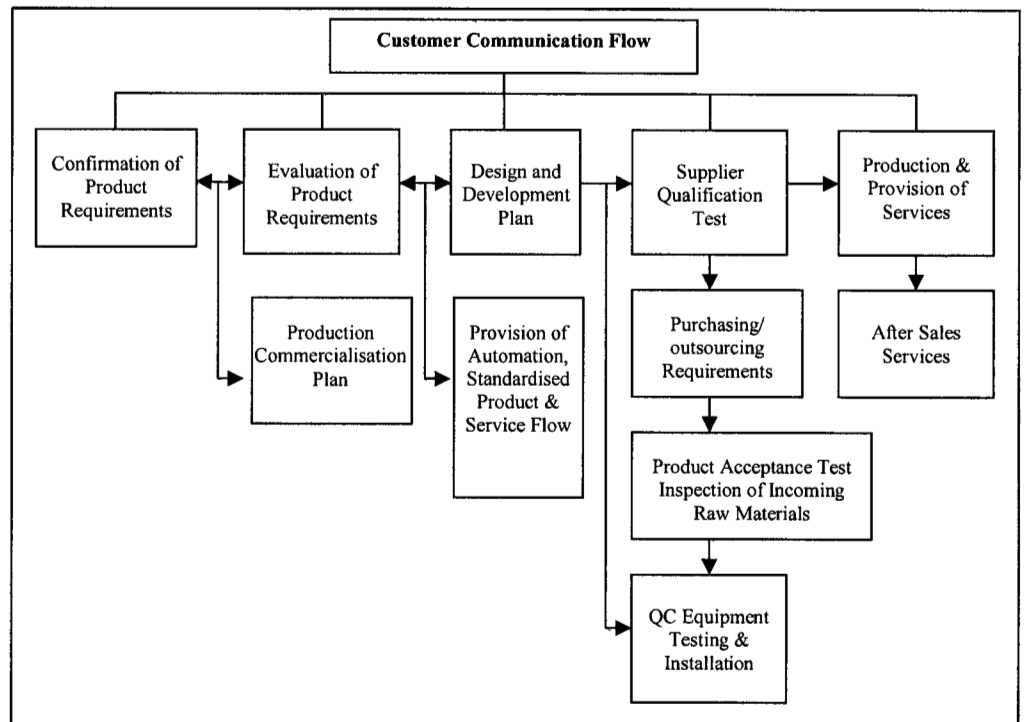 Customer Communication Flow
Confirmation of
Product
Requirements
Evaluation of
Product
Requirements
Design and
Development
Plan
Supplier
Qualification
Test
Production &
Provision of
Services
Production
Commercialisation
Plan
Provision of
Automation,
Standardised
Product &
Service Flow
Purchasing/
outsourcing
Requirements
After Sales
Services
Product Acceptance Test
Inspection of Incoming
Raw Materials
QC Equipment
Testing &
Installation